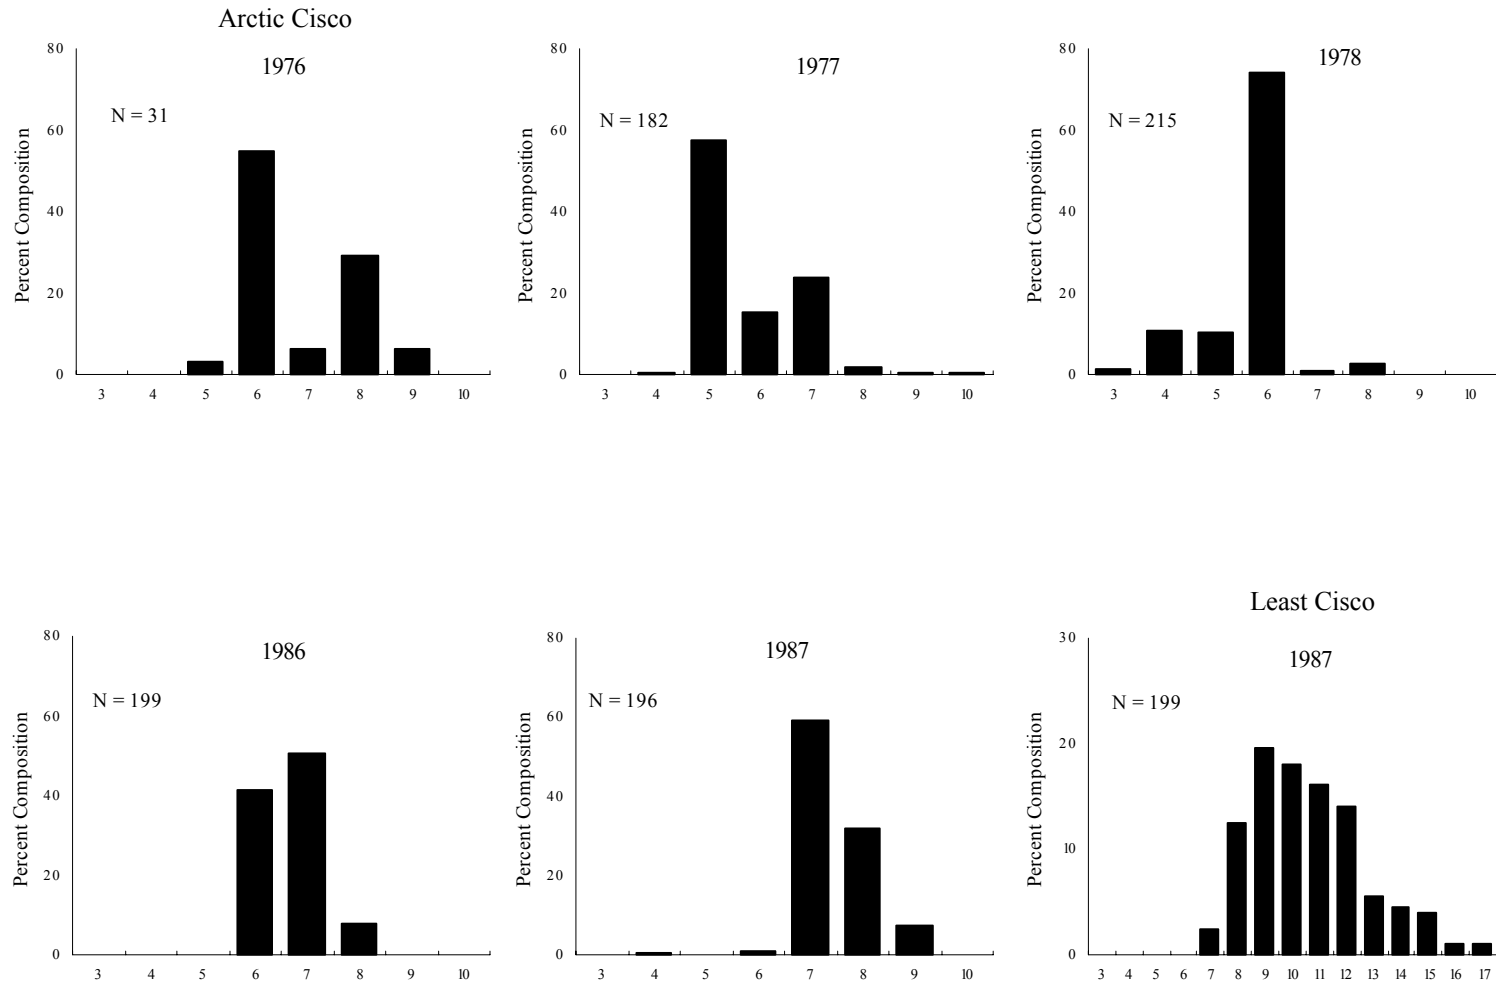 Arctic Cisco
1976
N = 31
Percent Composition
80
60
40
20
0
3 4 5 6 7 8 9 10
1977
N = 182
Percent Composition
80
60
40
20
0
3 4 5 6 7 8 9 10
1978
N = 215
Percent Composition
80
60
40
20
0
3 4 5 6 7 8 9 10
1986
N = 199
Percent Composition
80
60
40
20
0
3 4 5 6 7 8 9 10
1987
N = 196
Percent Composition
80
60
40
20
0
3 4 5 6 7 8 9 10
Least Cisco
1987
N = 199
Percent Composition
30
20
10
0
3 4 5 6 7 8 9 10 11 12 13 14 15 16 17